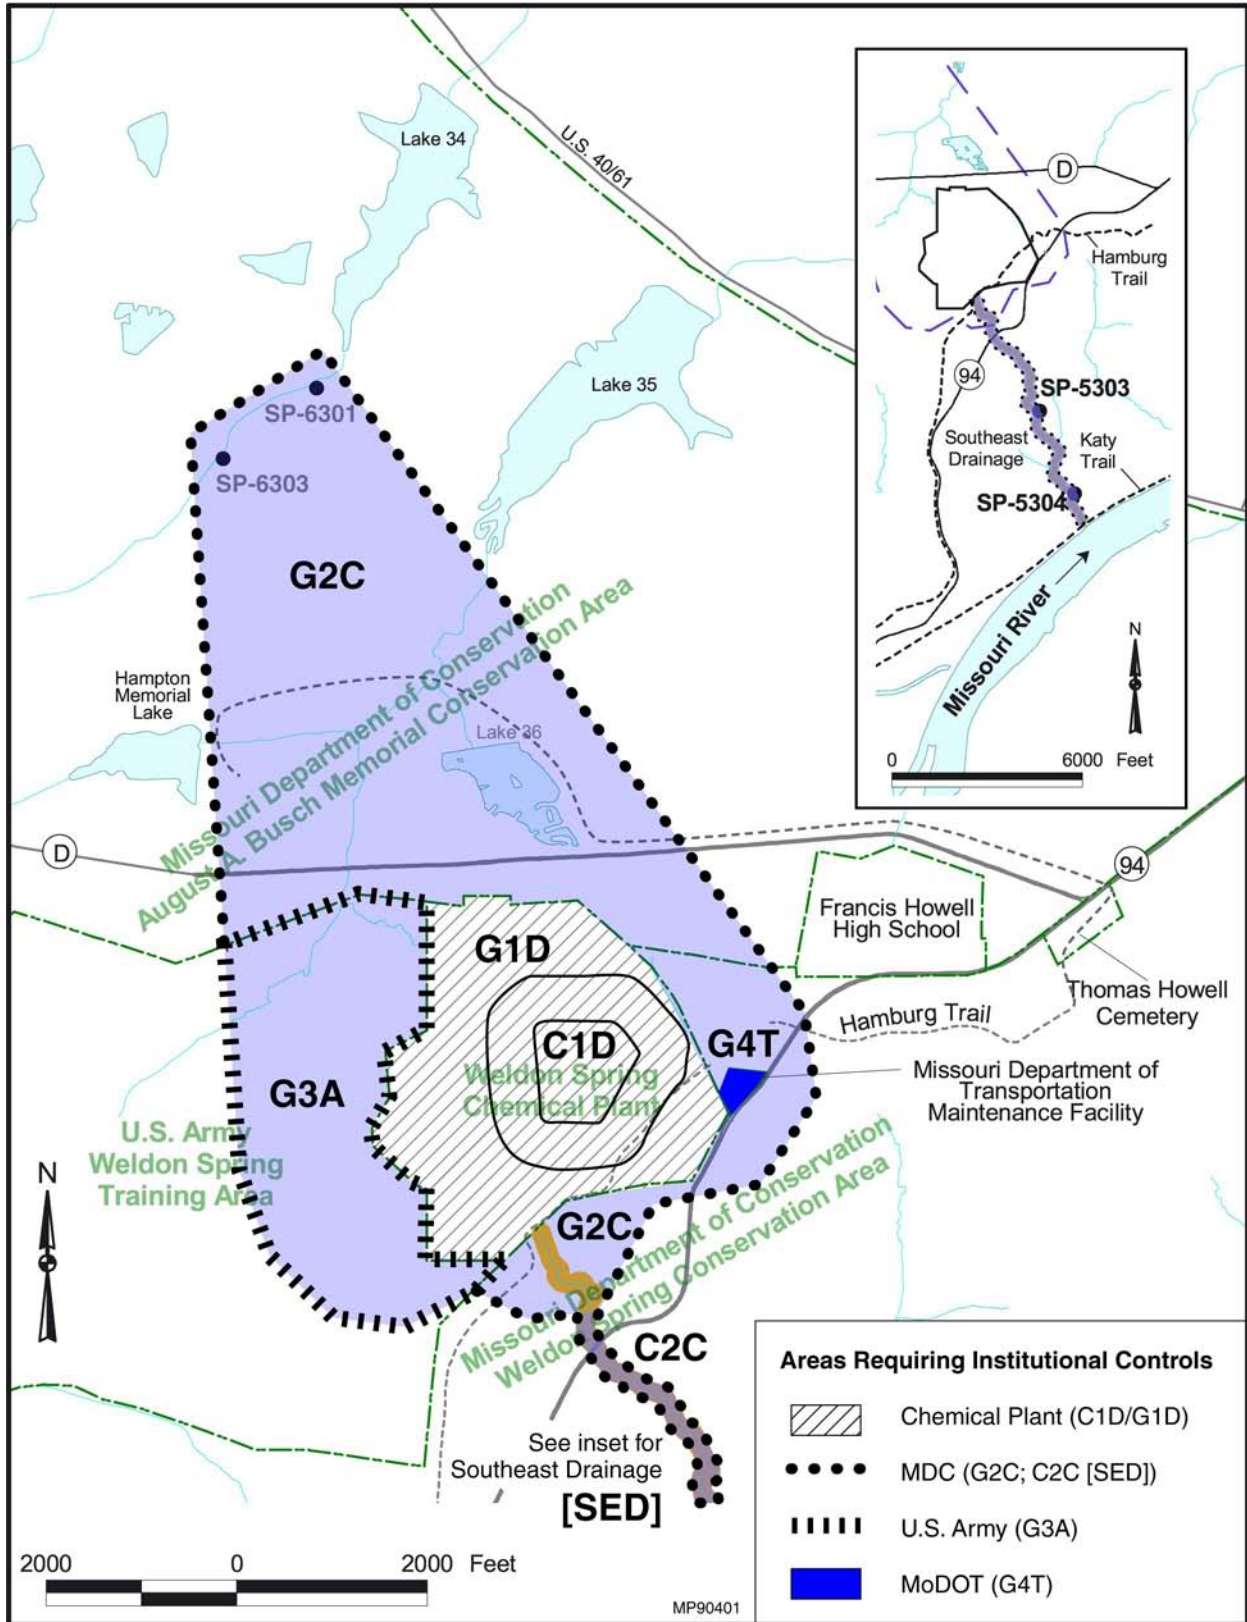 Lake 34
U.S. 40/61
D
Hamburg
Trail
Lake 35
94
SP-5303
SP-6301
Southeast
Drainage
Katy
Trail
SP-6303
SP-5304
G2C
Missouri River
N
Hampton
Memorial
Lake
Missouri Department of Conservation
August A. Busch Memorial Conservation Area
Lake 36
0 6000 Feet
D
94
Francis Howell
High School
G1D
Thomas Howell
Cemetery
Hamburg Trail
C1D
G4T
Weldon Spring
Chemical Plant
Missouri Department of
Transportation
Maintenance Facility
G3A
U.S. Army
Weldon Spring
Training Area
N
G2C
Missouri Department of Conservation
Weldon Spring Conservation Area
C2C
See inset for
Southeast Drainage
[SED]
Areas Requiring Institutional Controls
Chemical Plant (C1D/G1D)
MDC (G2C; C2C [SED])
U.S. Army (G3A)
MoDOT (G4T)
2000 0 2000 Feet
MP90401